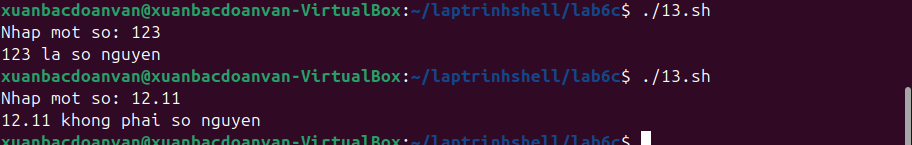 xuanbacdoanvan@xuanbacdoanvan-VirtualBox:~/laptrinhshell/lab6c$ ./13.sh
Nhap mot so: 123
123 la so nguyen
xuanbacdoanvan@xuanbacdoanvan-VirtualBox:~/laptrinhshell/lab6c$ ./13.sh
Nhap mot so: 12.11
12.11 khong phai so nguyen
xuanbacdoanvan@xuanbacdoanvan-VirtualBox:~/laptrinhshell/lab6c$